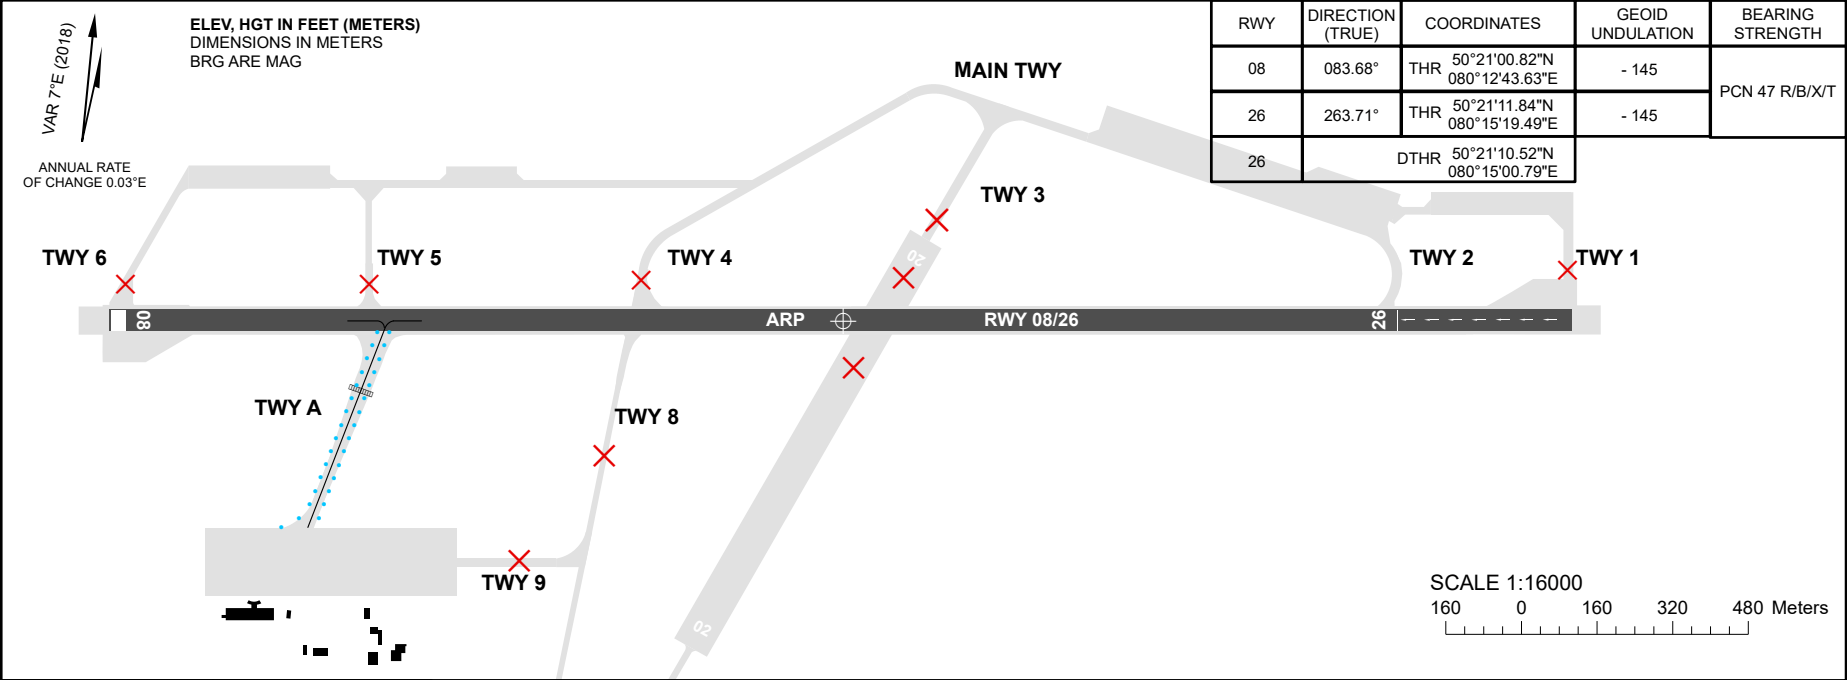 VAR 7°E (2018)
ANNUAL RATE
OF CHANGE 0.03°E
ELEV, HGT IN FEET (METERS)
DIMENSIONS IN METERS
BRG ARE MAG
RWY
DIRECTION
(TRUE)
COORDINATES
GEOID
UNDULATION
BEARING
STRENGTH
08
083.68°
THR
50°21'00.82"N
080°12'43.63"E
- 145
PCN 47 R/B/X/T
26
263.71°
THR
50°21'11.84"N
080°15'19.49"E
- 145
26
DTHR
50°21'10.52"N
080°15'00.79"E
MAIN TWY
TWY 3
TWY 6
TWY 5
TWY 4
20
TWY 2
TWY 1
08
ARP
RWY 08/26
26
TWY A
TWY 8
TWY 9
02
SCALE 1:16000
160 0 160 320 480 Meters